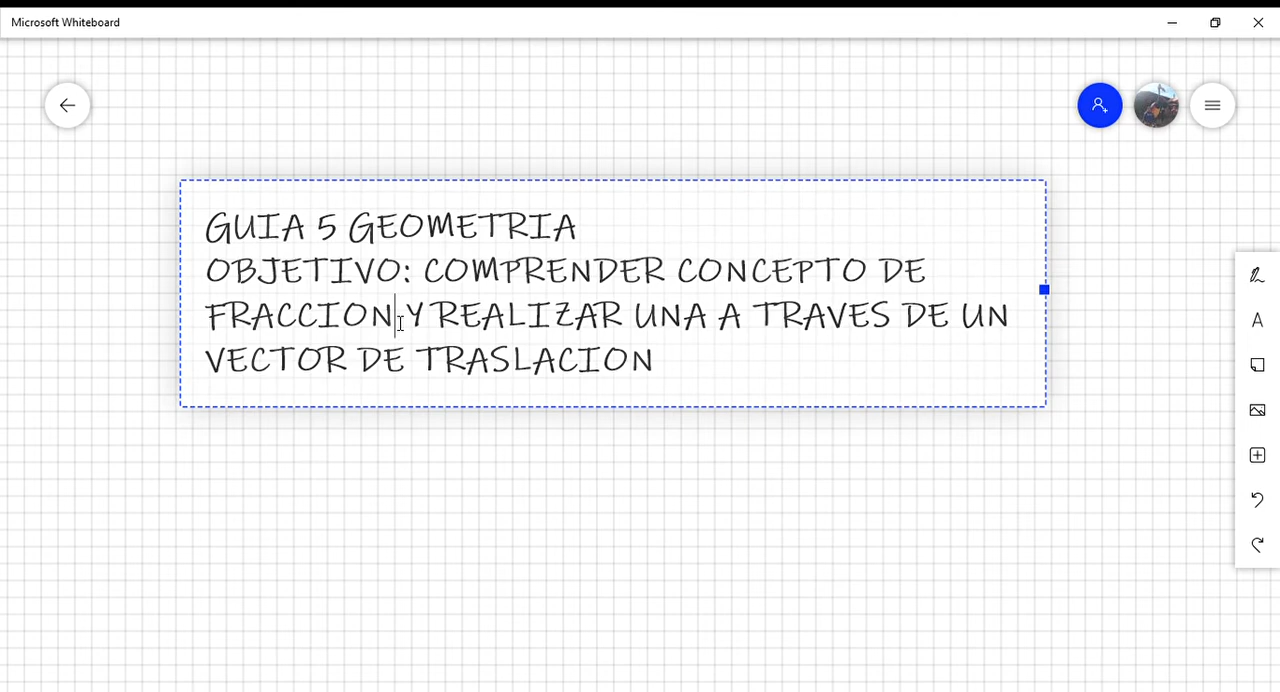 Microsoft Whiteboard
GUIA 5 GEOMETRIA
OBJETIVO: COMPRENDER CONCEPTO DE
FRACCION Y REALIZAR UNA A TRAVES DE UN
VECTOR DE TRASLACION